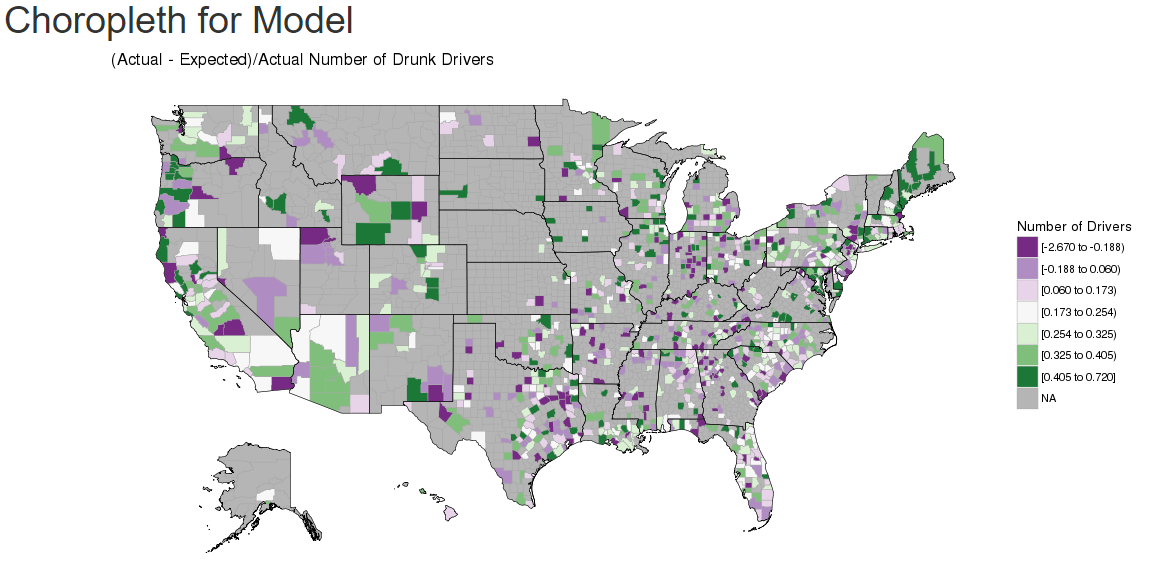 Choropleth for Model
(Actual - Expected)/Actual Number of Drunk Drivers
Number of Drivers
[-2.670 to -0.188)
[-0.188 to 0.060)
[0.060 to 0.173)
[0.173 to 0.254)
[0.254 to 0.325)
[0.325 to 0.405)
[0.405 to 0.720]
NA